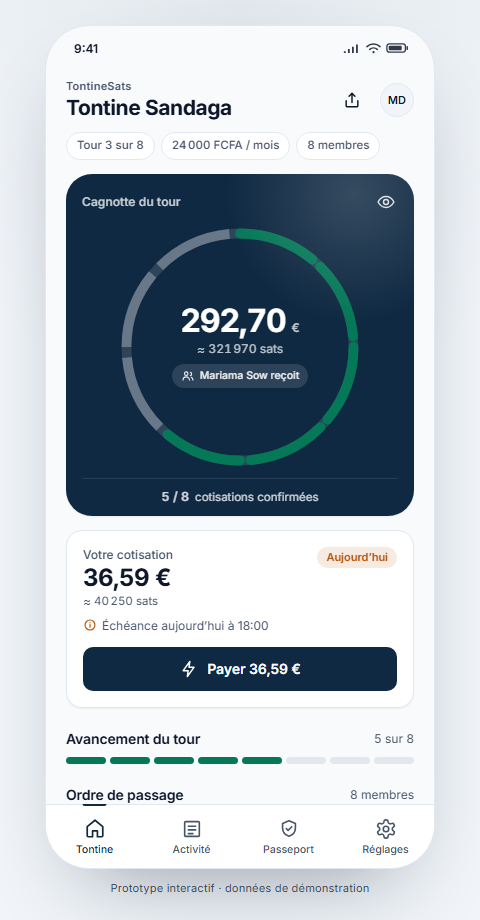 9:41
TontineSats
Tontine Sandaga
MD
Tour 3 sur 8
24 000 FCFA / mois
8 membres
Cagnotte du tour
292,70 €
≈ 321 970 sats
Mariama Sow reçoit
5 / 8 cotisations confirmées
Votre cotisation
Aujourd’hui
36,59 €
≈ 40 250 sats
Échéance aujourd’hui à 18:00
Payer 36,59 €
Avancement du tour
5 sur 8
Ordre de passage
8 membres
Tontine
Activité
Passeport
Réglages
Prototype interactif · données de démonstration